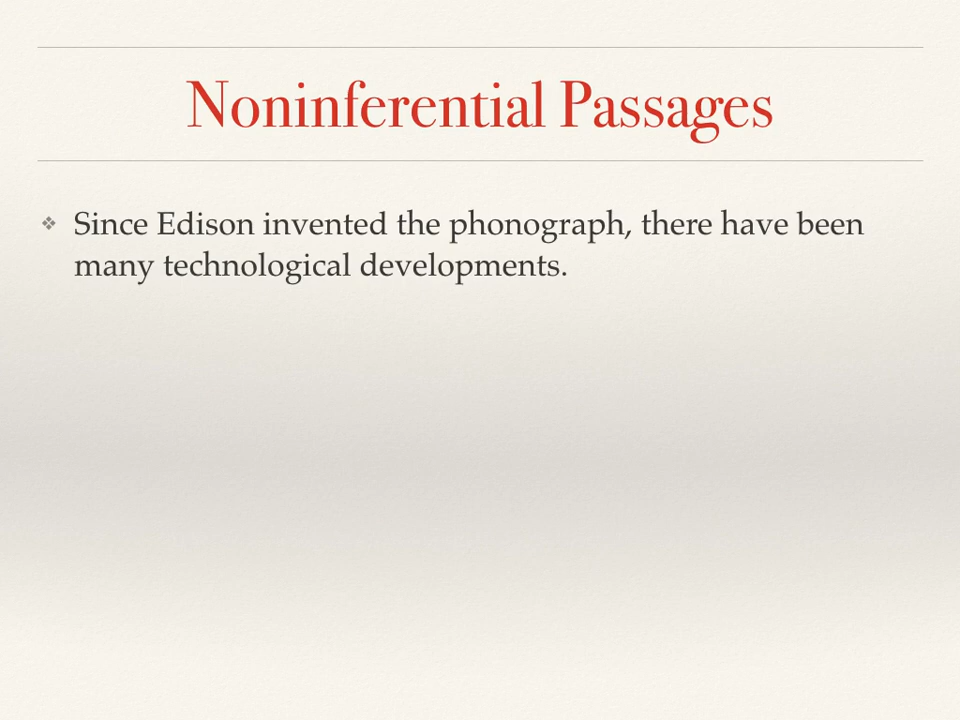 Noninferential Passages
❖ Since Edison invented the phonograph, there have been
many technological developments.